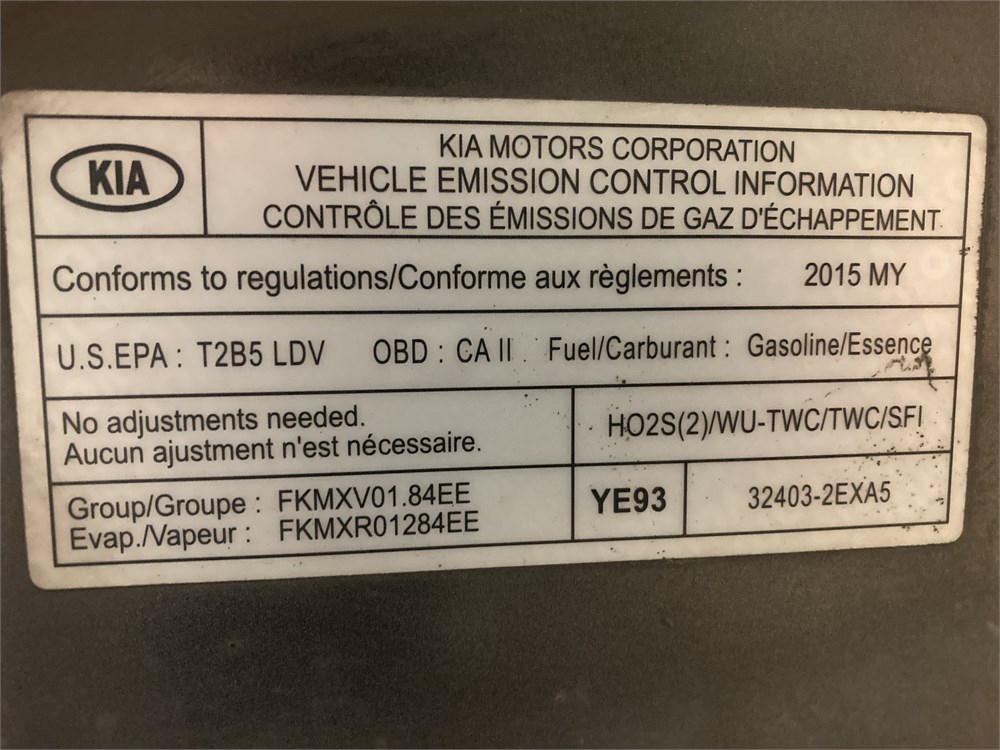 KIA
KIA MOTORS CORPORATION
VEHICLE EMISSION CONTROL INFORMATION
CONTRÔLE DES ÉMISSIONS DE GAZ D'ÉCHAPPEMENT
Conforms to regulations/Conforme aux règlements : 2015 MY
U.S.EPA : T2B5 LDV OBD : CA II Fuel/Carburant : Gasoline/Essence
No adjustments needed.
Aucun ajustment n'est nécessaire.
HO2S(2)/WU-TWC/TWC/SFI
Group/Groupe : FKMXV01.84EE
Evap./Vapeur : FKMXR01284EE
YE93
32403-2EXA5